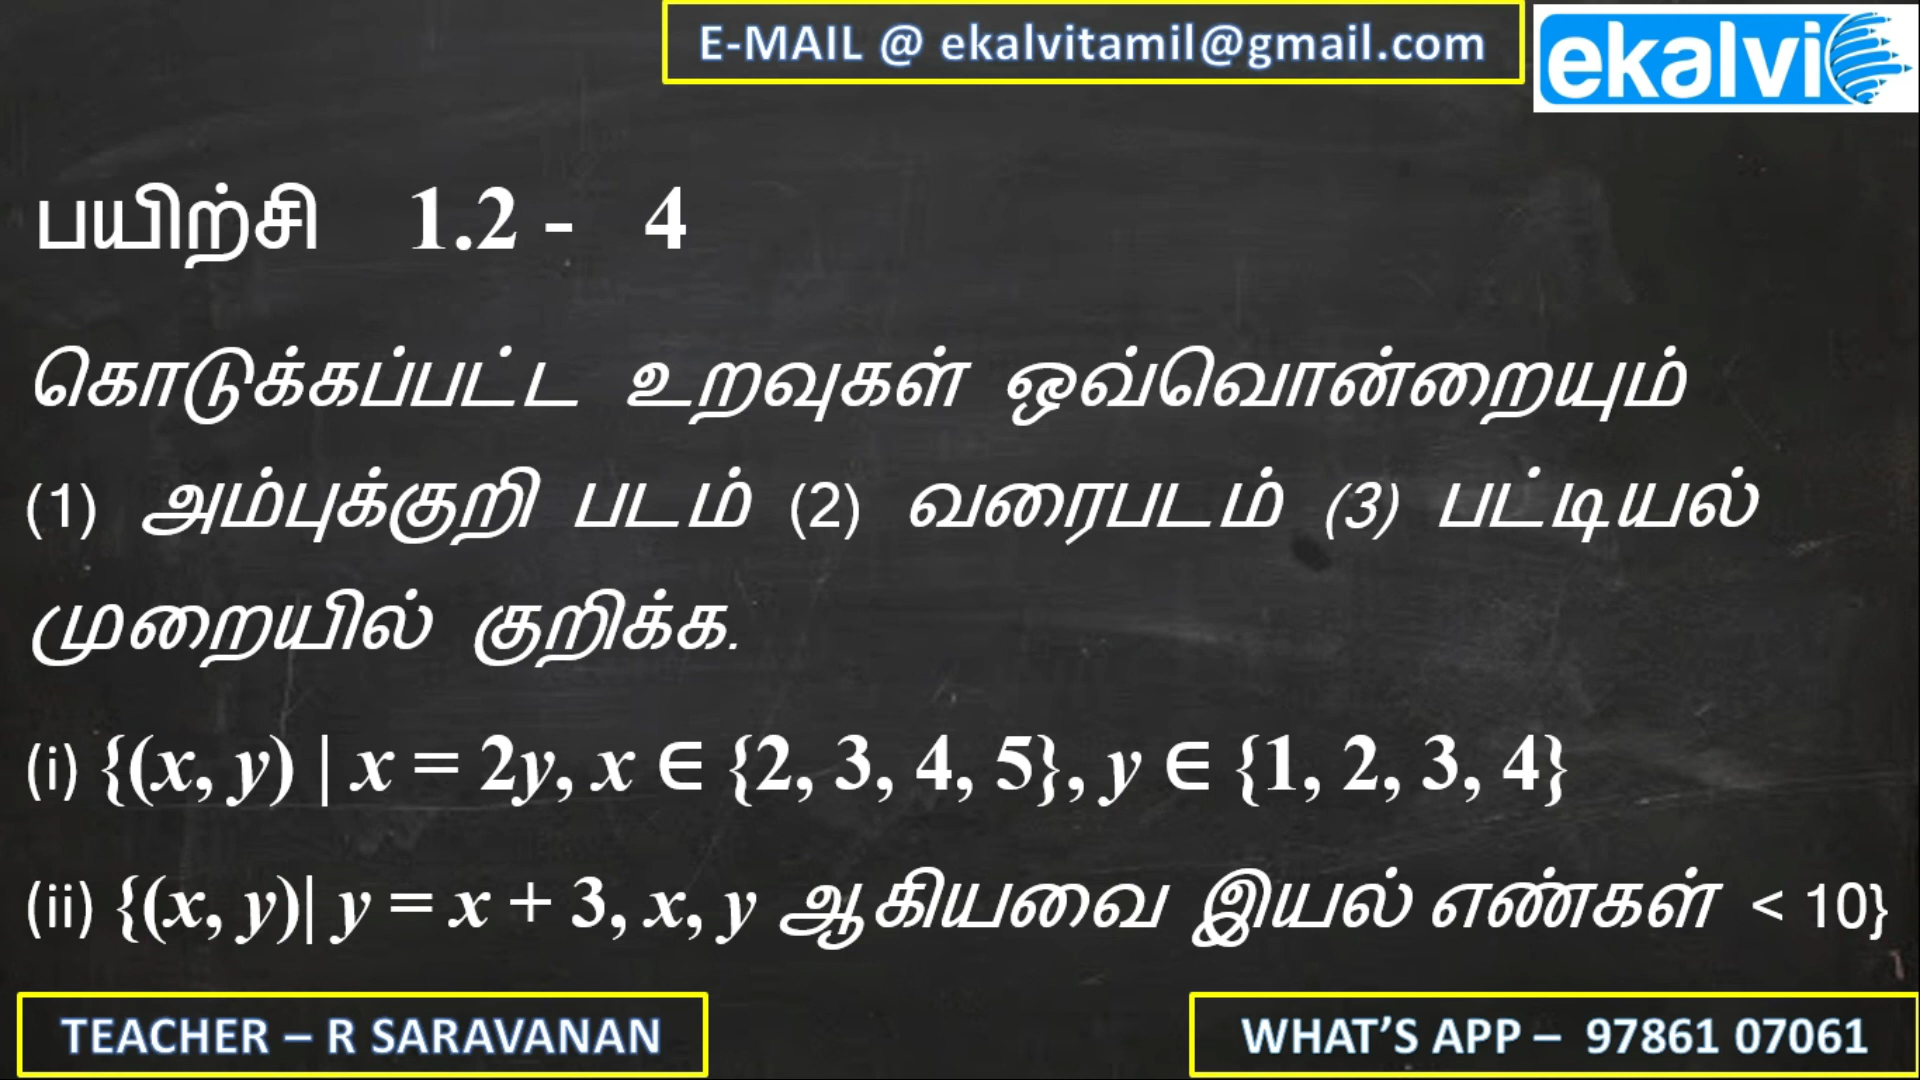 E-MAIL @ ekalvitamil@gmail.com
ekalvi
பயிற்சி 1.2 - 4
கொடுக்கப்பட்ட உறவுகள் ஒவ்வொன்றையும்
(1) அம்புக்குறி படம் (2) வரைபடம் (3) பட்டியல்
முறையில் குறிக்க.
(i) {(x, y) | x = 2y, x ∈ {2, 3, 4, 5}, y ∈ {1, 2, 3, 4}
(ii) {(x, y)| y = x + 3, x, y ஆகியவை இயல் எண்கள் < 10}
TEACHER – R SARAVANAN
WHAT’S APP – 97861 07061